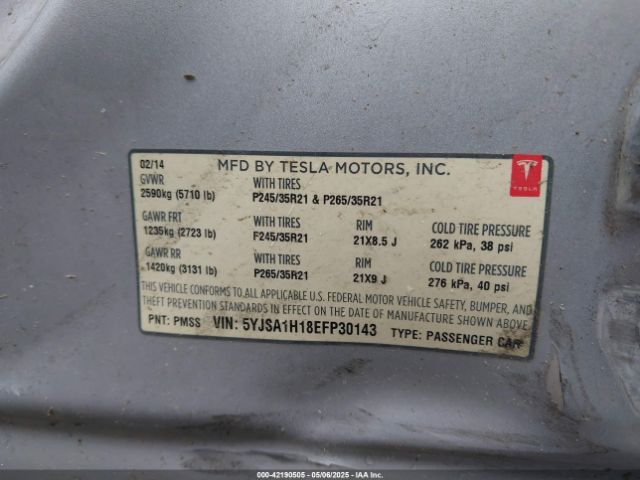 02/14 MFD BY TESLA MOTORS, INC.
TESLA
GVWR WITH TIRES
2590kg (5710 lb) P245/35R21 & P265/35R21
GAWR FRT WITH TIRES RIM COLD TIRE PRESSURE
1235kg (2723 lb) F245/35R21 21X8.5 J 262 kPa, 38 psi
GAWR RR WITH TIRES RIM COLD TIRE PRESSURE
1420kg (3131 lb) P265/35R21 21X9 J 276 kPa, 40 psi
THIS VEHICLE CONFORMS TO ALL APPLICABLE U.S. FEDERAL MOTOR VEHICLE SAFETY, BUMPER, AND
THEFT PREVENTION STANDARDS IN EFFECT ON THE DATE OF MANUFACTURE SHOWN ABOVE.
PNT: PMSS VIN: 5YJSA1H18EFP30143 TYPE: PASSENGER CAR
000-42190505 - 05/06/2025 - IAAI.COM